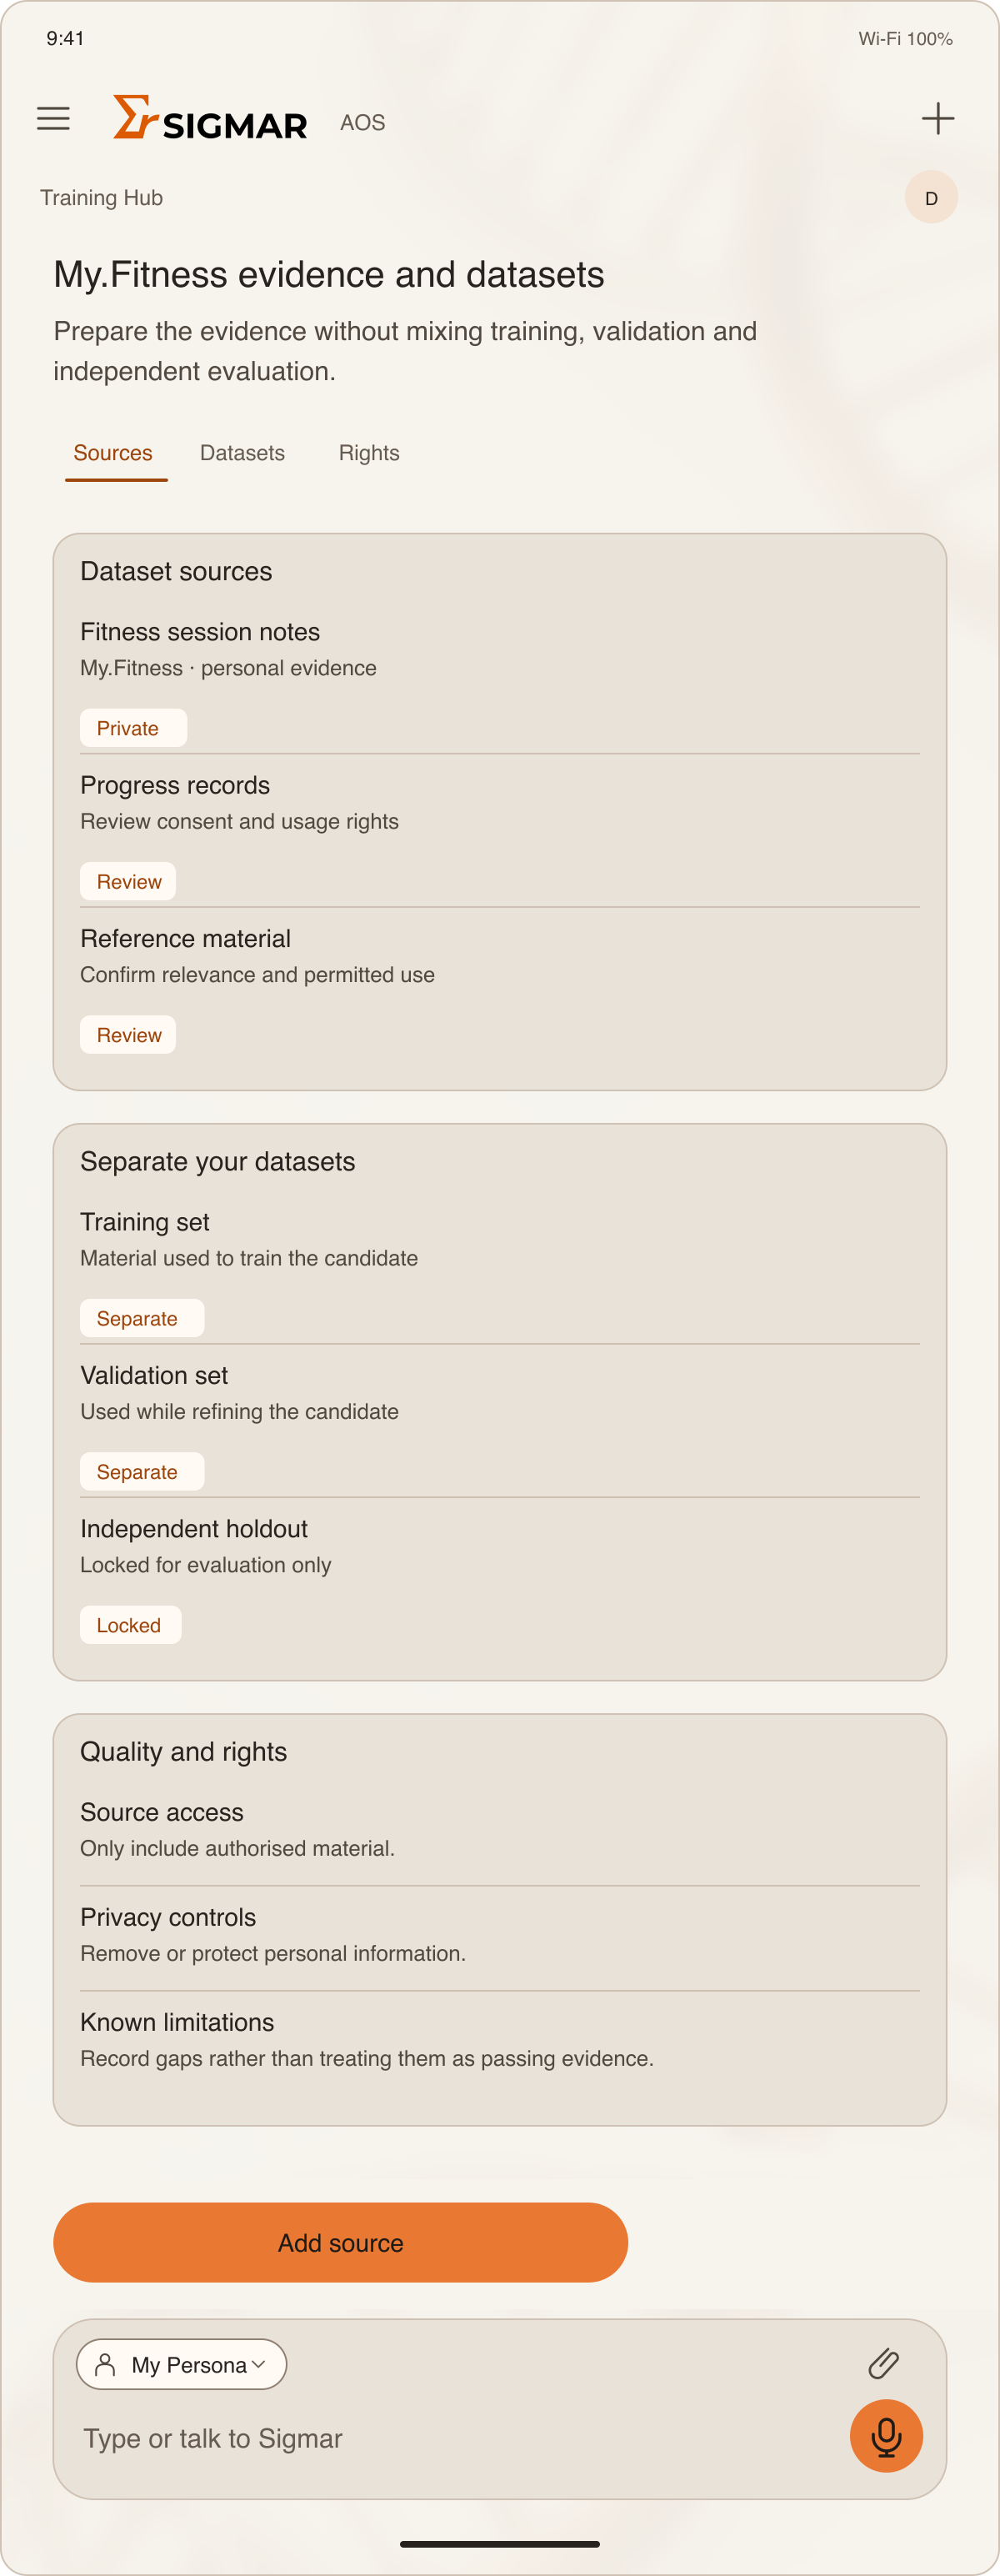 9:41
Wi-Fi 100%
Σr SIGMAR AOS
Training Hub
D
My.Fitness evidence and datasets
Prepare the evidence without mixing training, validation and
independent evaluation.
Sources Datasets Rights
Dataset sources
Fitness session notes
My.Fitness · personal evidence
Private
Progress records
Review consent and usage rights
Review
Reference material
Confirm relevance and permitted use
Review
Separate your datasets
Training set
Material used to train the candidate
Separate
Validation set
Used while refining the candidate
Separate
Independent holdout
Locked for evaluation only
Locked
Quality and rights
Source access
Only include authorised material.
Privacy controls
Remove or protect personal information.
Known limitations
Record gaps rather than treating them as passing evidence.
Add source
My Persona
Type or talk to Sigmar